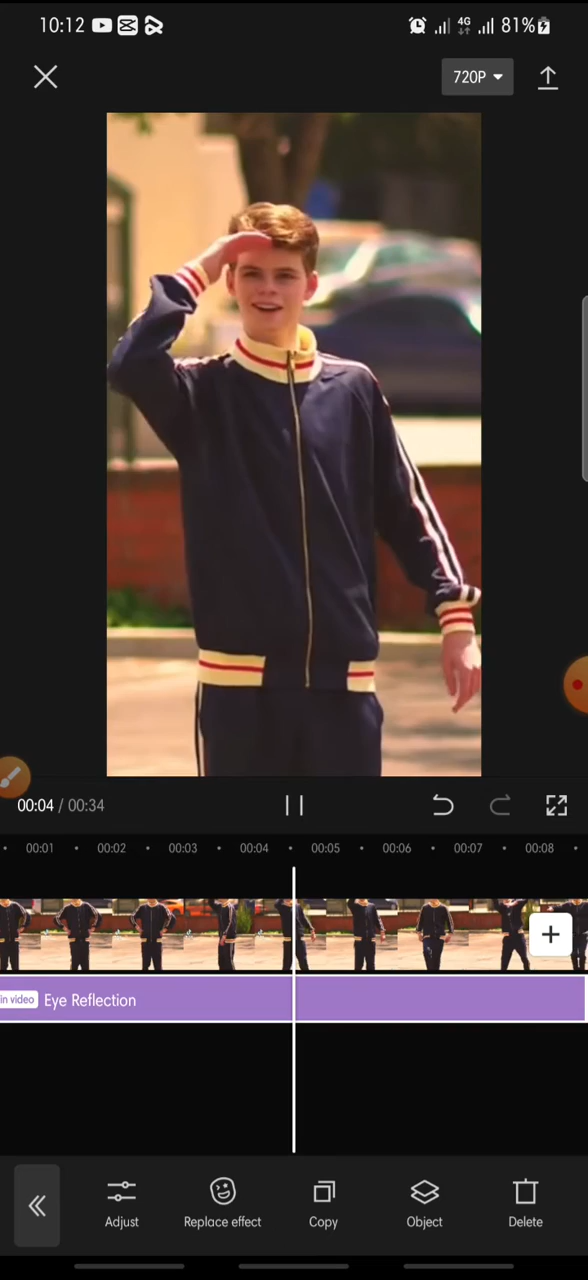 10:12 4G 81%
720P
00:04 / 00:34
00:01 00:02 00:03 00:04 00:05 00:06 00:07 00:08
in video Eye Reflection
Adjust Replace effect Copy Object Delete